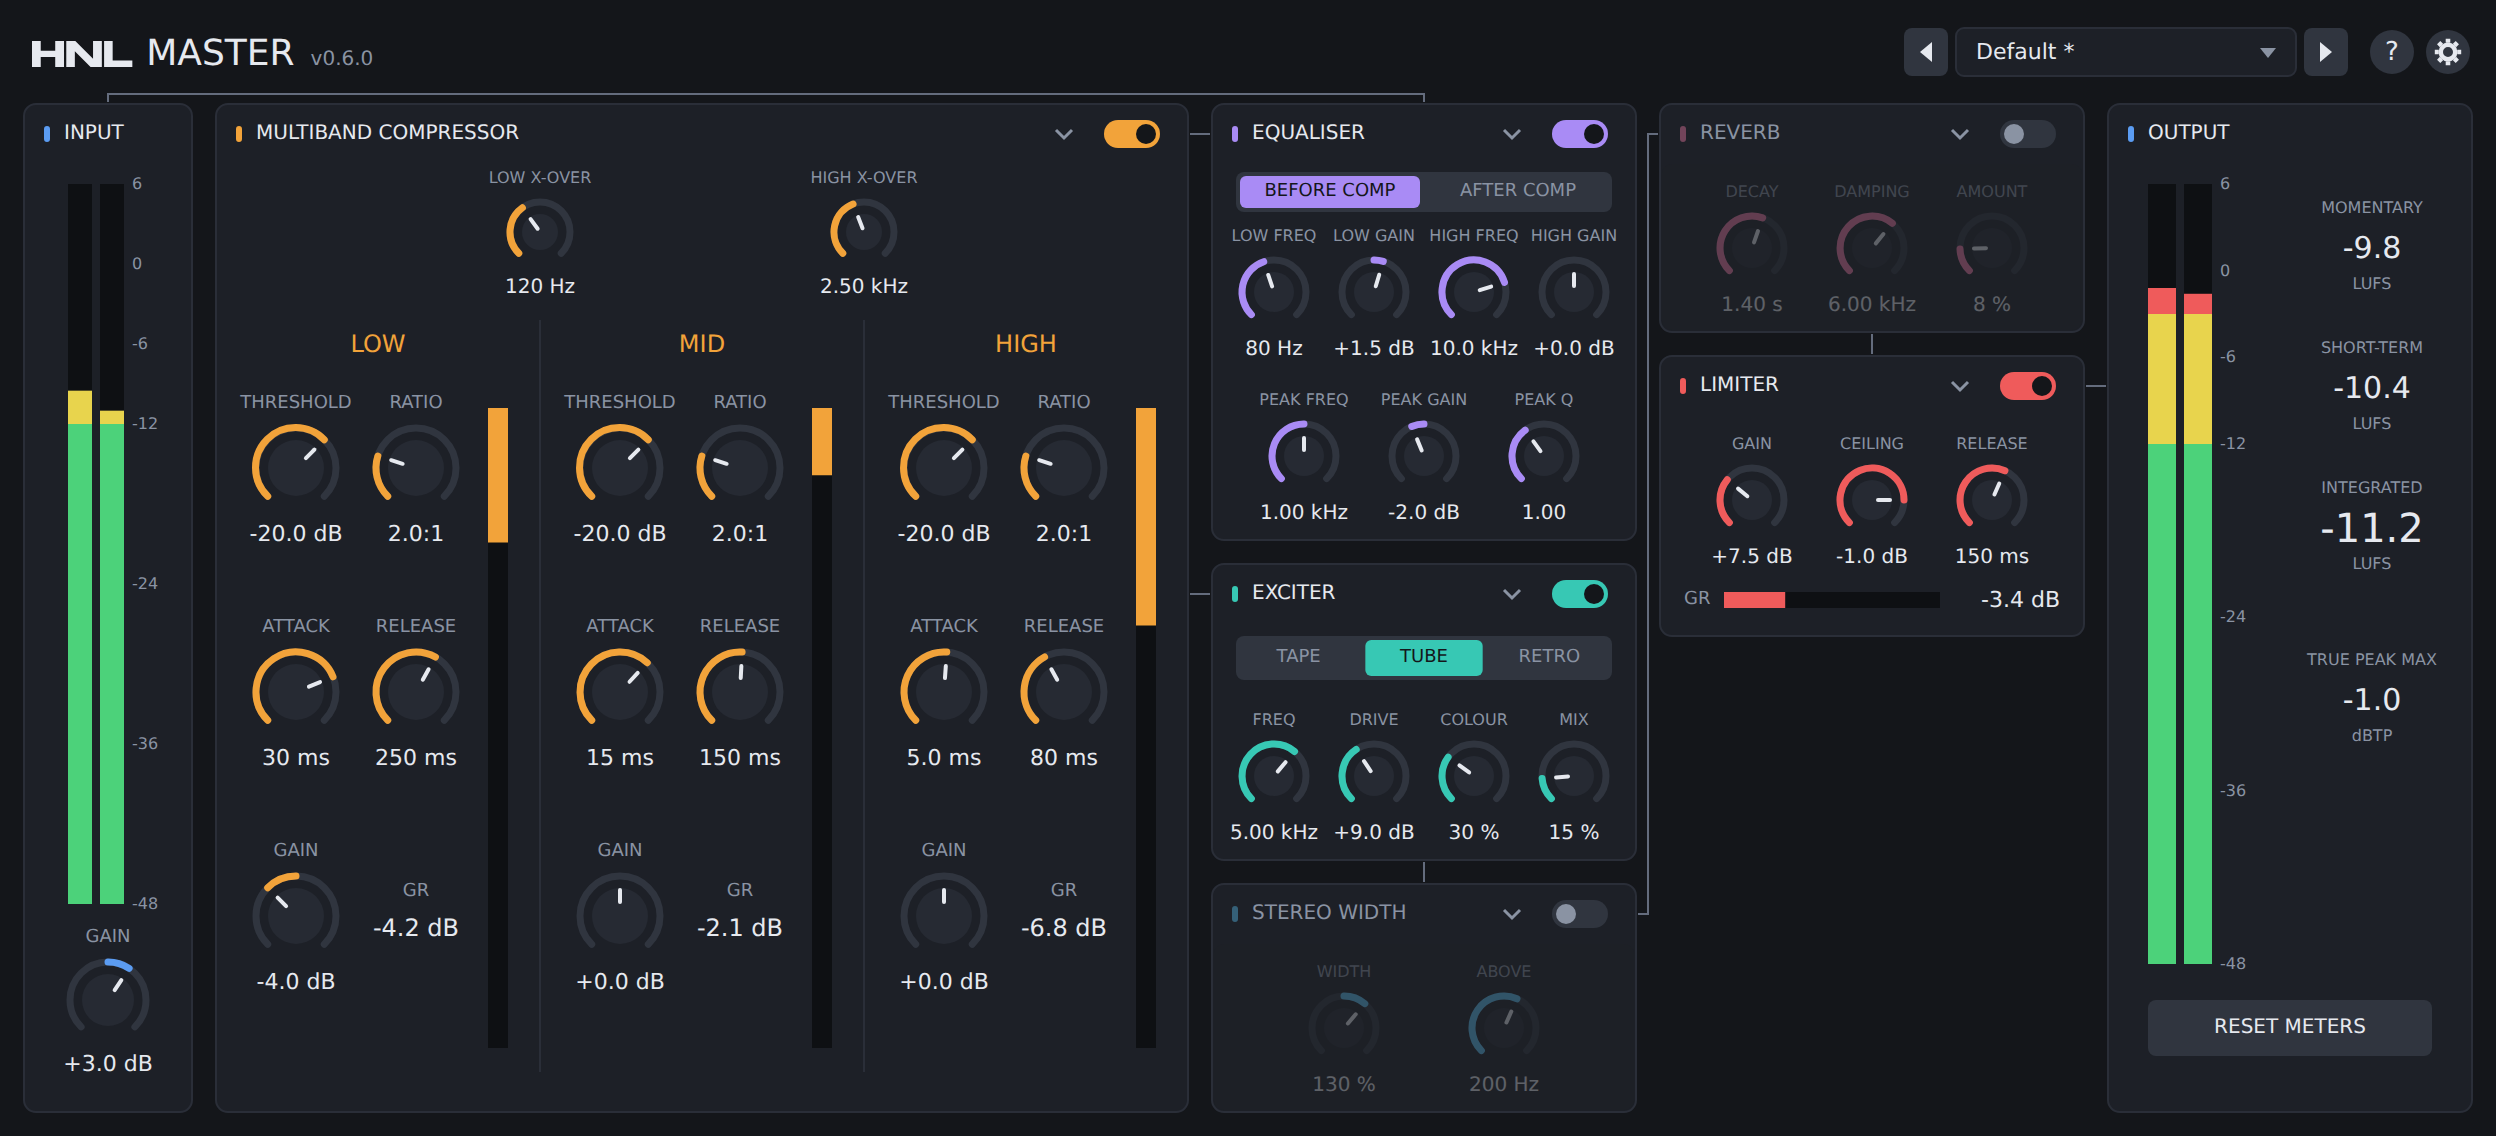 HNL MASTER v0.6.0
Default *
?
INPUT
6
0
-6
-12
-24
-36
-48
GAIN
+3.0 dB
MULTIBAND COMPRESSOR
LOW X-OVER HIGH X-OVER
120 Hz 2.50 kHz
LOW MID HIGH
THRESHOLD RATIO THRESHOLD RATIO THRESHOLD RATIO
-20.0 dB 2.0:1 -20.0 dB 2.0:1 -20.0 dB 2.0:1
ATTACK RELEASE ATTACK RELEASE ATTACK RELEASE
30 ms 250 ms 15 ms 150 ms 5.0 ms 80 ms
GAIN GAIN GAIN
GR GR GR
-4.2 dB -2.1 dB -6.8 dB
-4.0 dB +0.0 dB +0.0 dB
EQUALISER
BEFORE COMP AFTER COMP
LOW FREQ LOW GAIN HIGH FREQ HIGH GAIN
80 Hz +1.5 dB 10.0 kHz +0.0 dB
PEAK FREQ PEAK GAIN PEAK Q
1.00 kHz -2.0 dB 1.00
EXCITER
TAPE TUBE RETRO
FREQ DRIVE COLOUR MIX
5.00 kHz +9.0 dB 30 % 15 %
STEREO WIDTH
WIDTH ABOVE
130 % 200 Hz
REVERB
DECAY DAMPING AMOUNT
1.40 s 6.00 kHz 8 %
LIMITER
GAIN CEILING RELEASE
+7.5 dB -1.0 dB 150 ms
GR -3.4 dB
OUTPUT
6
0
-6
-12
-24
-36
-48
MOMENTARY
-9.8
LUFS
SHORT-TERM
-10.4
LUFS
INTEGRATED
-11.2
LUFS
TRUE PEAK MAX
-1.0
dBTP
RESET METERS